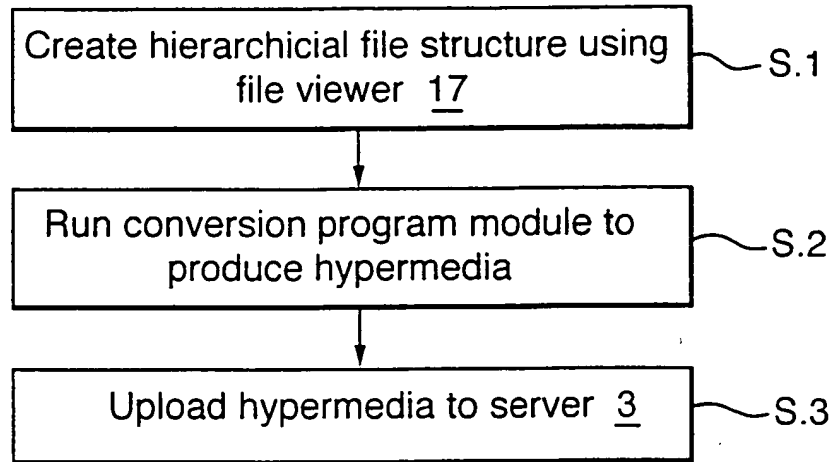 Create hierarchicial file structure using
file viewer 17
S.1
Run conversion program module to
produce hypermedia
S.2
Upload hypermedia to server 3
S.3